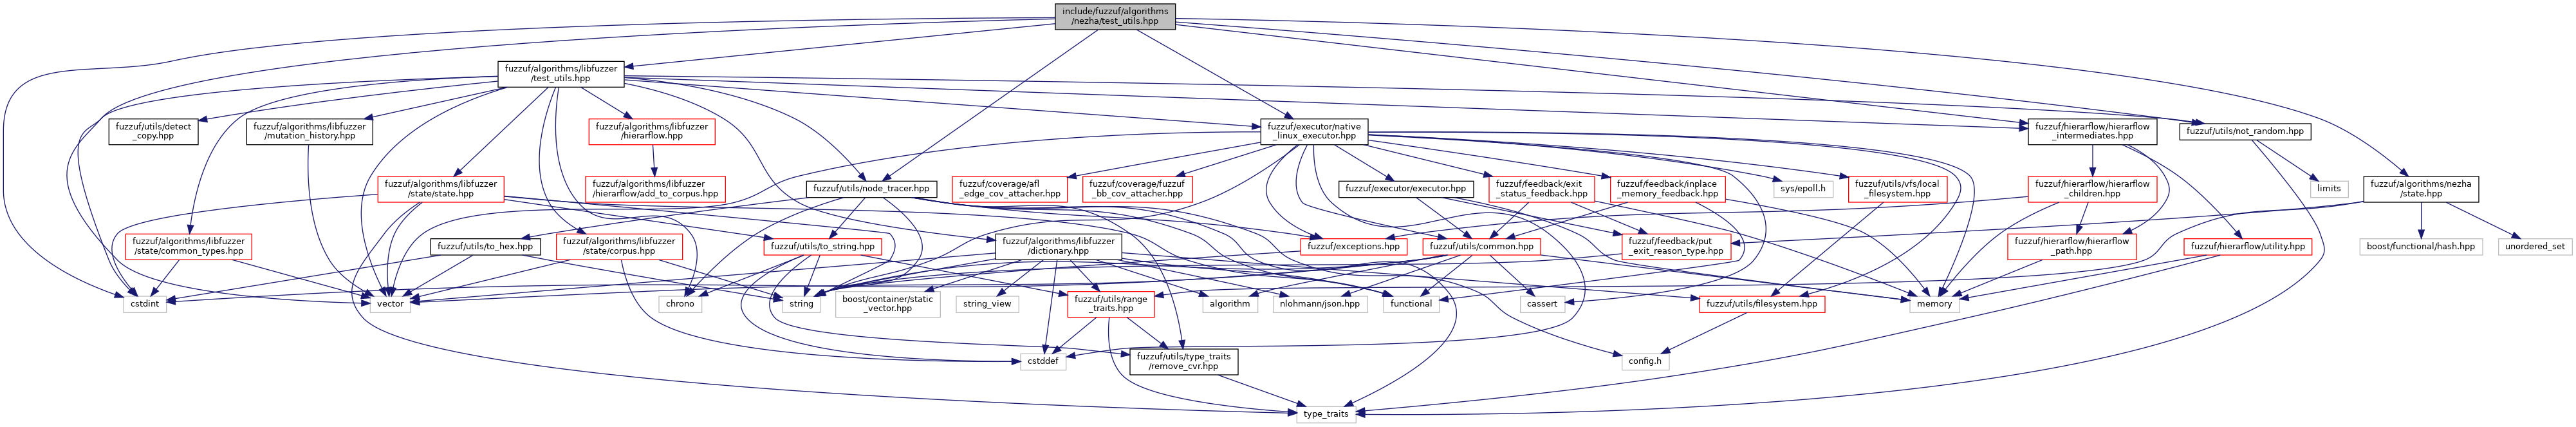 include/fuzzuf/algorithms
/nezha/test_utils.hpp
fuzzuf/algorithms/libfuzzer
/test_utils.hpp
fuzzuf/utils/detect
_copy.hpp
fuzzuf/algorithms/libfuzzer
/mutation_history.hpp
fuzzuf/algorithms/libfuzzer
/hierarflow.hpp
fuzzuf/executor/native
_linux_executor.hpp
fuzzuf/hierarflow/hierarflow
_intermediates.hpp
fuzzuf/utils/not_random.hpp
fuzzuf/algorithms/libfuzzer
/state/state.hpp
fuzzuf/algorithms/libfuzzer
/hierarflow/add_to_corpus.hpp
fuzzuf/utils/node_tracer.hpp
fuzzuf/coverage/afl
_edge_cov_attacher.hpp
fuzzuf/coverage/fuzzuf
_bb_cov_attacher.hpp
fuzzuf/executor/executor.hpp
fuzzuf/feedback/exit
_status_feedback.hpp
fuzzuf/feedback/inplace
_memory_feedback.hpp
sys/epoll.h
fuzzuf/utils/vfs/local
_filesystem.hpp
fuzzuf/hierarflow/hierarflow
_children.hpp
limits
fuzzuf/algorithms/nezha
/state.hpp
fuzzuf/algorithms/libfuzzer
/state/common_types.hpp
fuzzuf/utils/to_hex.hpp
fuzzuf/algorithms/libfuzzer
/state/corpus.hpp
fuzzuf/utils/to_string.hpp
fuzzuf/algorithms/libfuzzer
/dictionary.hpp
fuzzuf/exceptions.hpp
fuzzuf/utils/common.hpp
fuzzuf/feedback/put
_exit_reason_type.hpp
fuzzuf/hierarflow/hierarflow
_path.hpp
fuzzuf/hierarflow/utility.hpp
boost/functional/hash.hpp
unordered_set
cstdint
vector
chrono
string
boost/container/static
_vector.hpp
string_view
fuzzuf/utils/range
_traits.hpp
algorithm
nlohmann/json.hpp
functional
cassert
fuzzuf/utils/filesystem.hpp
memory
cstddef
fuzzuf/utils/type_traits
/remove_cvr.hpp
config.h
type_traits